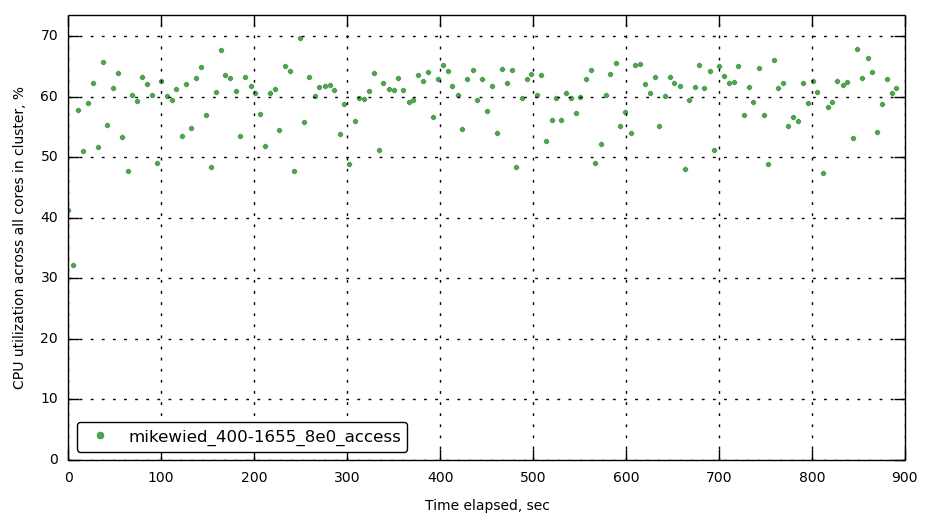 CPU utilization across all cores in cluster, %
70
60
50
40
30
20
10
0
mikewied_400-1655_8e0_access
0 100 200 300 400 500 600 700 800 900
Time elapsed, sec